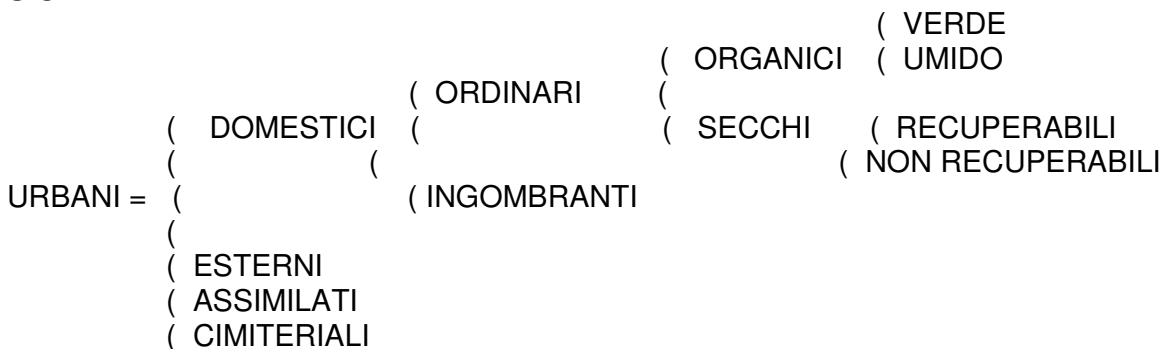 ( VERDE
( ORGANICI ( UMIDO
( ORDINARI (
( DOMESTICI ( ( SECCHI ( RECUPERABILI
( ( ( NON RECUPERABILI
URBANI = ( ( INGOMBRANTI
(
( ESTERNI
( ASSIMILATI
( CIMITERIALI